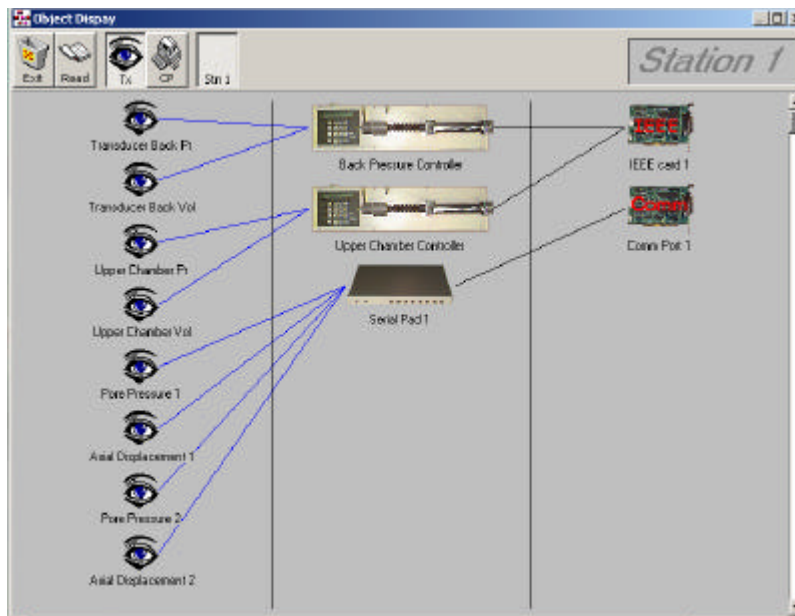 Object Dispay
Exit
Read
Tx
CP
Stn 1
Station 1
Transducer Back Pr
Transducer Back Vol
Upper Chamber Pr
Upper Chamber Vol
Pore Pressure 1
Axial Displacement 1
Pore Pressure 2
Axial Displacement 2
Back Pressure Controller
Upper Chamber Controller
Serial Pad 1
IEEE
IEEE card 1
Comm
Comm Port 1